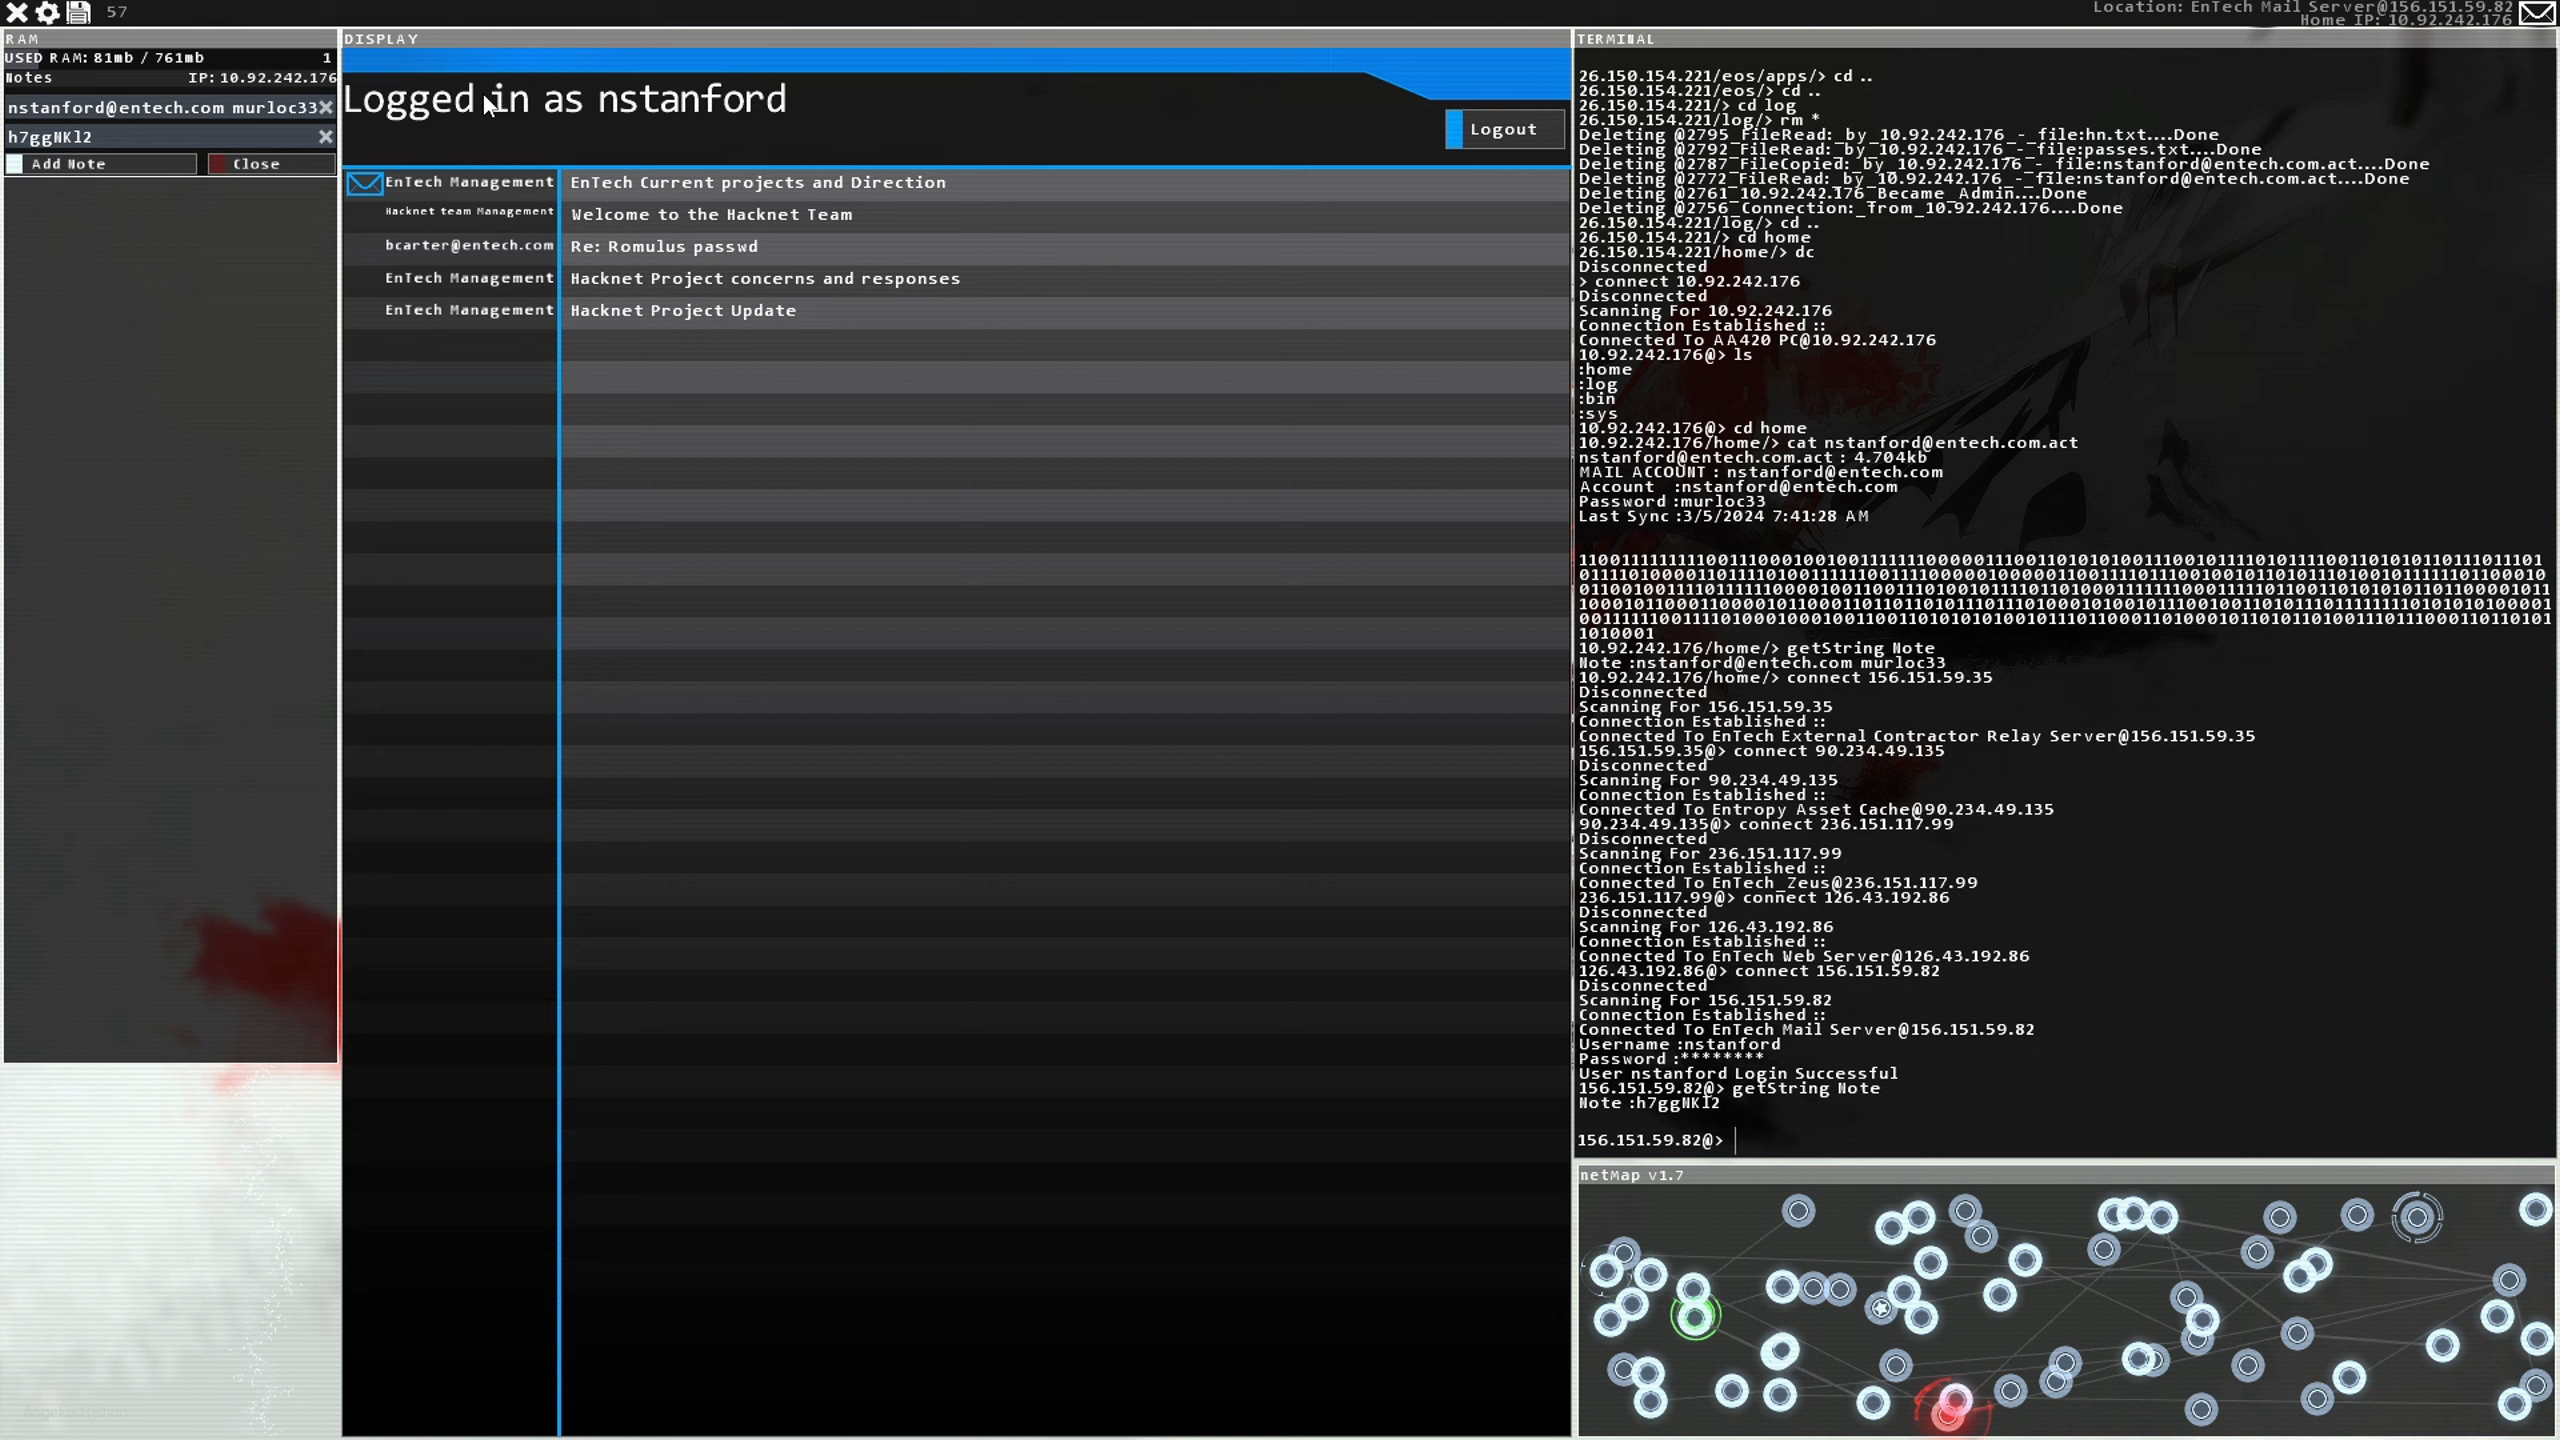 57
Location: EnTech Mail Server@156.151.59.82
Home IP: 10.92.242.176
RAM
USED RAM: 81mb / 761mb 1
Notes IP: 10.92.242.176
nstanford@entech.com murloc33
h7ggNKl2
Add Note Close
DISPLAY
Logged in as nstanford
Logout
EnTech Management EnTech Current projects and Direction
Hacknet team Management Welcome to the Hacknet Team
bcarter@entech.com Re: Romulus passwd
EnTech Management Hacknet Project concerns and responses
EnTech Management Hacknet Project Update
TERMINAL
26.150.154.221/eos/apps/> cd ..
26.150.154.221/eos/> cd ..
26.150.154.221/> cd log
26.150.154.221/log/> rm *
Deleting @2795_FileRead:_by_10.92.242.176_-_file:hn.txt....Done
Deleting @2792_FileRead:_by_10.92.242.176_-_file:passes.txt....Done
Deleting @2787_FileCopied:_by_10.92.242.176_-_file:nstanford@entech.com.act....Done
Deleting @2772_FileRead:_by_10.92.242.176_-_file:nstanford@entech.com.act....Done
Deleting @2761_10.92.242.176_Became_Admin....Done
Deleting @2756_Connection:_from_10.92.242.176....Done
26.150.154.221/log/> cd ..
26.150.154.221/> cd home
26.150.154.221/home/> dc
Disconnected
> connect 10.92.242.176
Disconnected
Scanning For 10.92.242.176
Connection Established ::
Connected To AA420 PC@10.92.242.176
10.92.242.176@> ls
:home
:log
:bin
:sys
10.92.242.176@> cd home
10.92.242.176/home/> cat nstanford@entech.com.act
nstanford@entech.com.act : 4.704kb
MAIL ACCOUNT : nstanford@entech.com
Account :nstanford@entech.com
Password :murloc33
Last Sync :3/5/2024 7:41:28 AM
1010001
10.92.242.176/home/> getString Note
Note :nstanford@entech.com murloc33
10.92.242.176/home/> connect 156.151.59.35
Disconnected
Scanning For 156.151.59.35
Connection Established ::
Connected To EnTech External Contractor Relay Server@156.151.59.35
156.151.59.35@> connect 90.234.49.135
Disconnected
Scanning For 90.234.49.135
Connection Established ::
Connected To Entropy Asset Cache@90.234.49.135
90.234.49.135@> connect 236.151.117.99
Disconnected
Scanning For 236.151.117.99
Connection Established ::
Connected To EnTech_Zeus@236.151.117.99
236.151.117.99@> connect 126.43.192.86
Disconnected
Scanning For 126.43.192.86
Connection Established ::
Connected To EnTech Web Server@126.43.192.86
126.43.192.86@> connect 156.151.59.82
Disconnected
Scanning For 156.151.59.82
Connection Established ::
Connected To EnTech Mail Server@156.151.59.82
Username :nstanford
Password :********
User nstanford Login Successful
156.151.59.82@> getString Note
Note :h7ggNKl2
156.151.59.82@>
netMap v1.7